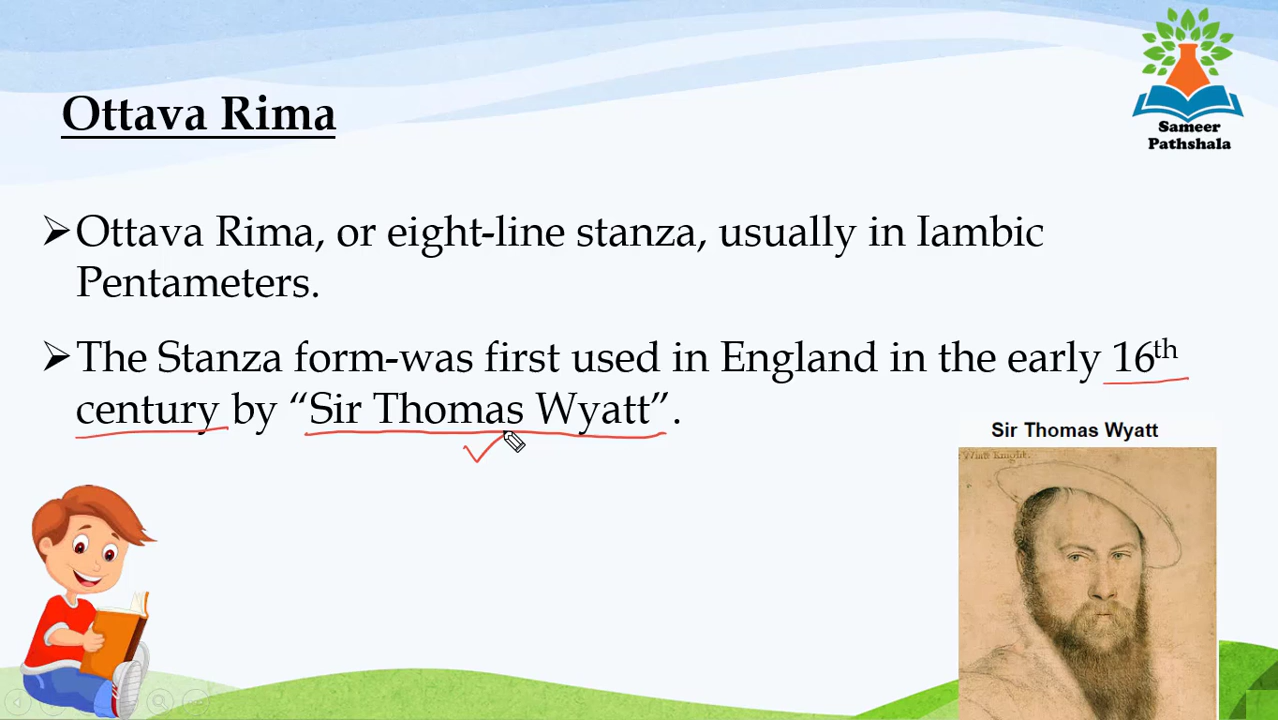 Sameer
Pathshala
Ottava Rima
➢Ottava Rima, or eight-line stanza, usually in Iambic
Pentameters.
➢The Stanza form-was first used in England in the early 16th
century by “Sir Thomas Wyatt”.
Sir Thomas Wyatt